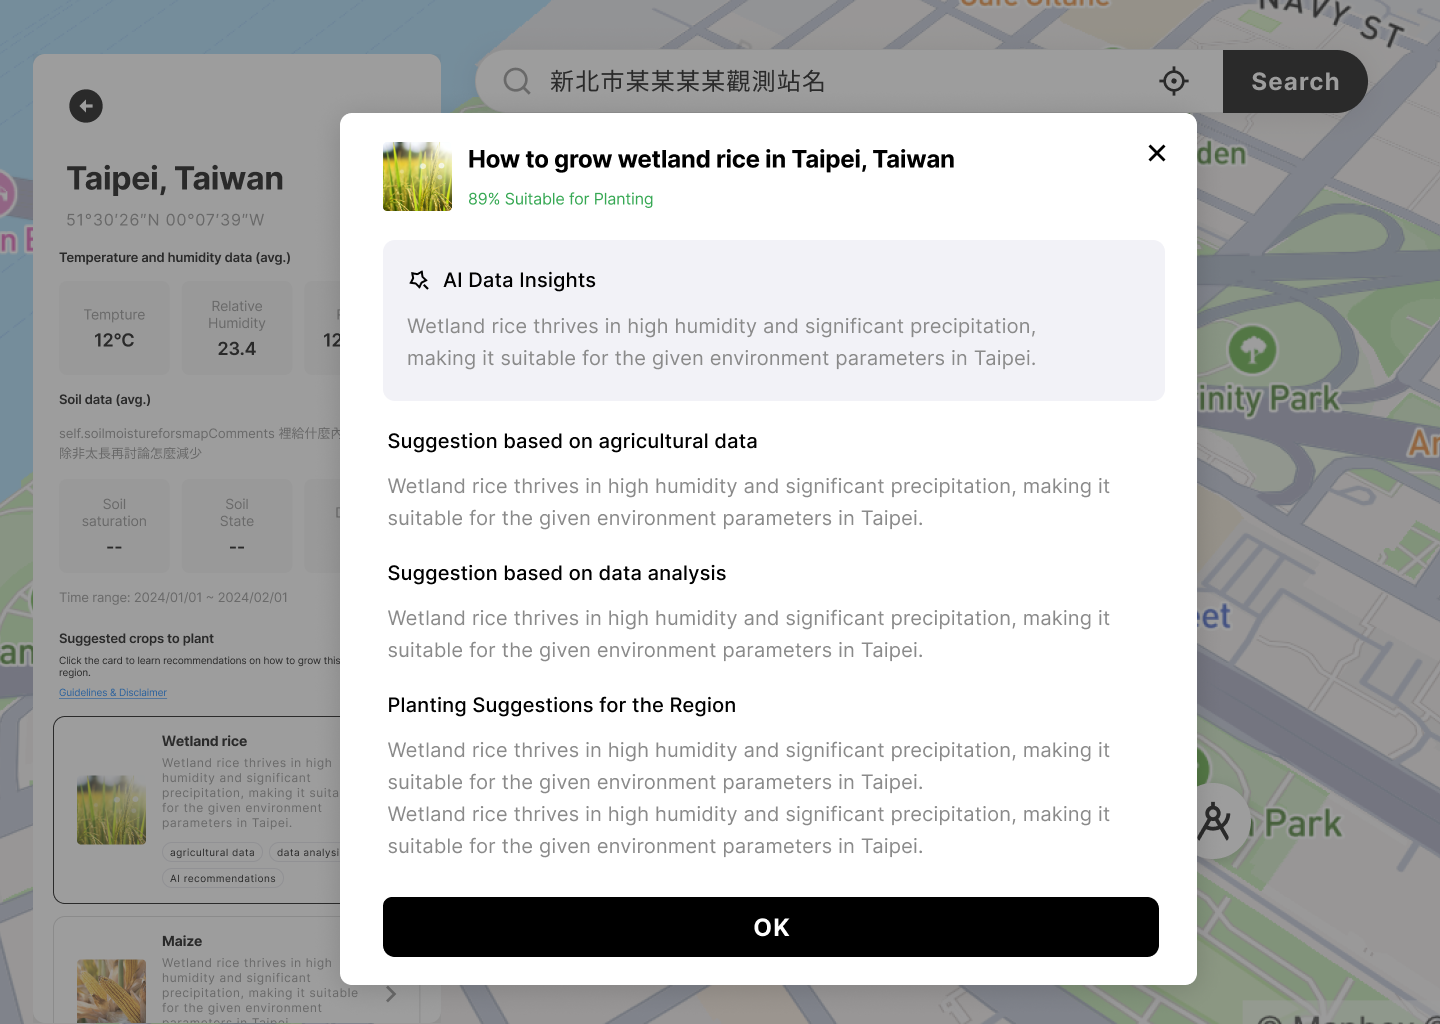 NAVY ST
新北市某某某某觀測站名
Search
Taipei, Taiwan
51°30'26"N 00°07'39"W
Temperature and humidity data (avg.)
Tempture
12°C
Relative
Humidity
23.4
12
Soil data (avg.)
self.soilmoistureforsmapComments 裡給什麼
除非太長再討論怎麼減少
Soil
saturation
--
Soil
State
--
Time range: 2024/01/01 ~ 2024/02/01
Suggested crops to plant
Click the card to learn recommendations on how to grow this
region.
Guidelines & Disclaimer
Wetland rice
Wetland rice thrives in high
humidity and significant
precipitation, making it suita
for the given environment
parameters in Taipei.
agricultural data
data analysi
AI recommendations
Maize
Wetland rice thrives in high
humidity and significant
precipitation, making it suitable
for the given environment
parameters in Taipei.
How to grow wetland rice in Taipei, Taiwan
89% Suitable for Planting
AI Data Insights
Wetland rice thrives in high humidity and significant precipitation,
making it suitable for the given environment parameters in Taipei.
Suggestion based on agricultural data
Wetland rice thrives in high humidity and significant precipitation, making it
suitable for the given environment parameters in Taipei.
Suggestion based on data analysis
Wetland rice thrives in high humidity and significant precipitation, making it
suitable for the given environment parameters in Taipei.
Planting Suggestions for the Region
Wetland rice thrives in high humidity and significant precipitation, making it
suitable for the given environment parameters in Taipei.
Wetland rice thrives in high humidity and significant precipitation, making it
suitable for the given environment parameters in Taipei.
OK
den
inity Park
Ar
eet
Park